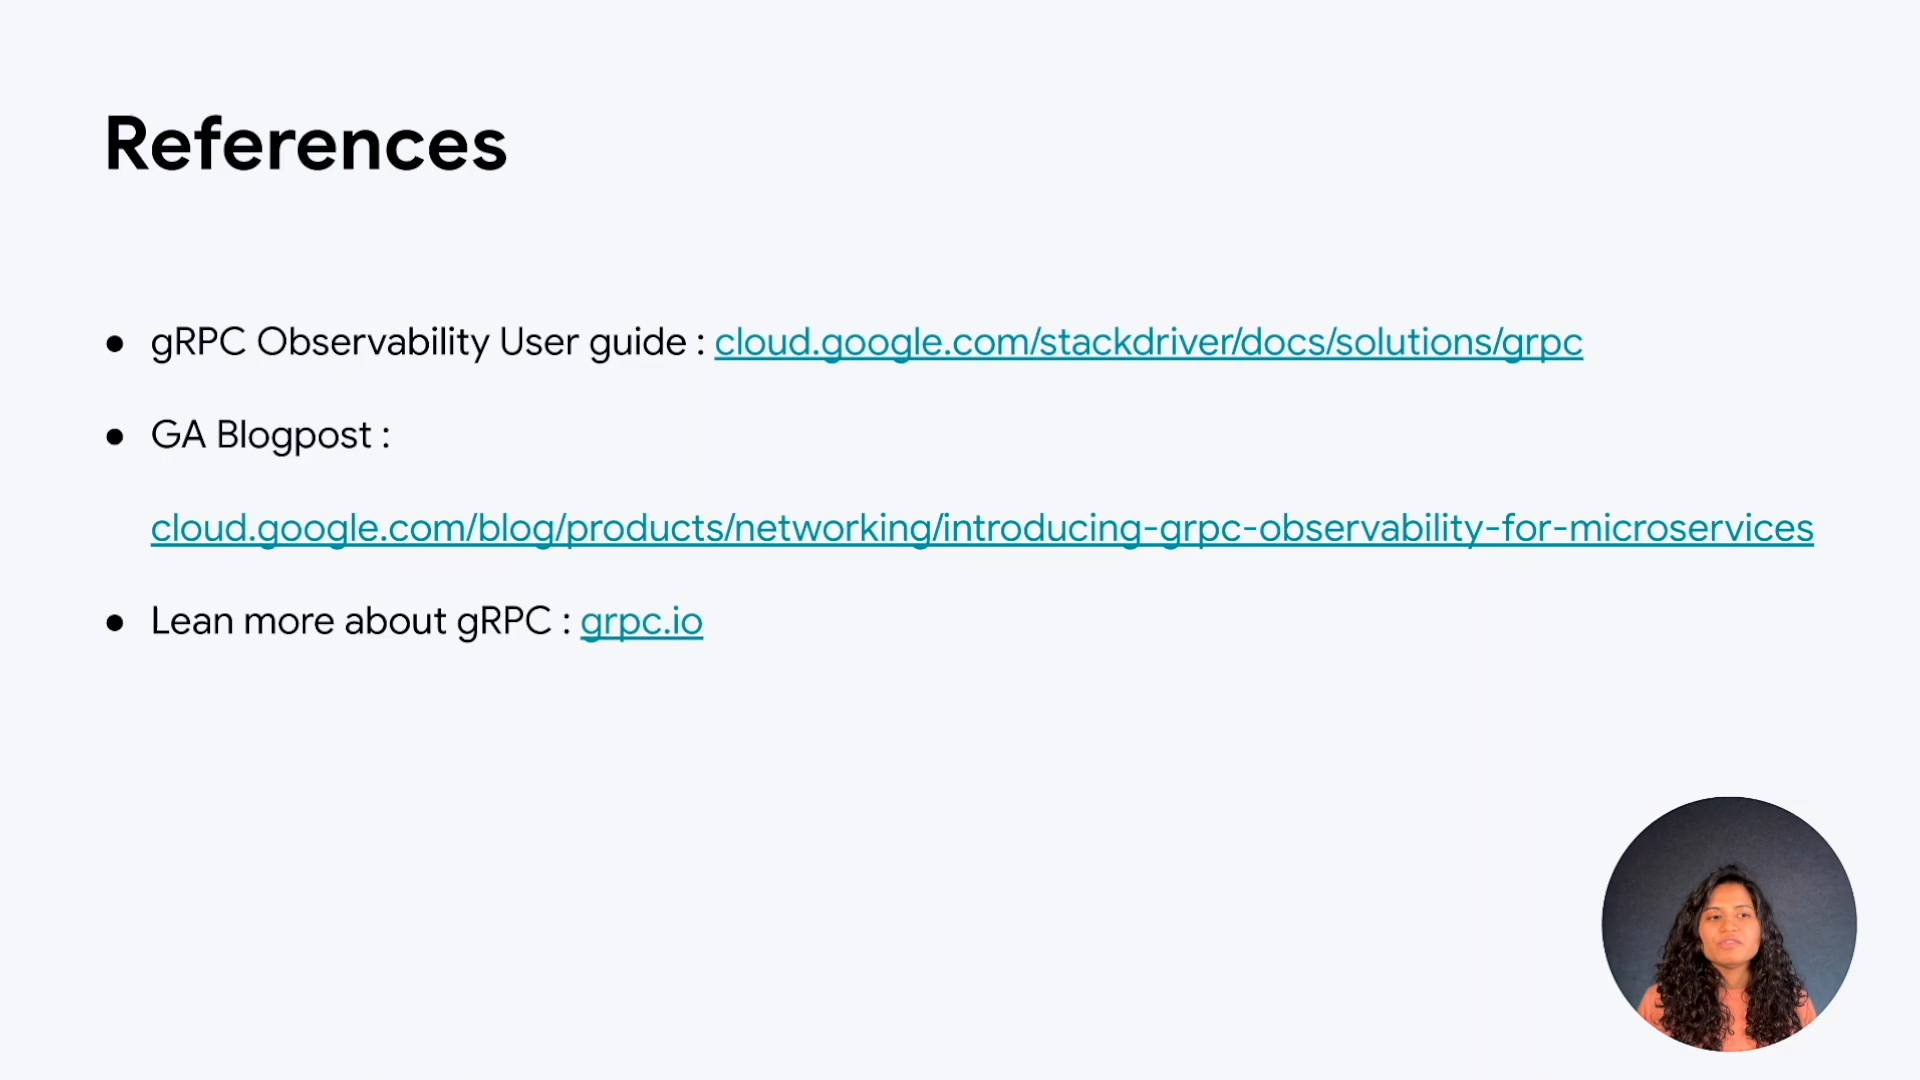 References
● gRPC Observability User guide : cloud.google.com/stackdriver/docs/solutions/grpc
● GA Blogpost :
cloud.google.com/blog/products/networking/introducing-grpc-observability-for-microservices
● Lean more about gRPC : grpc.io